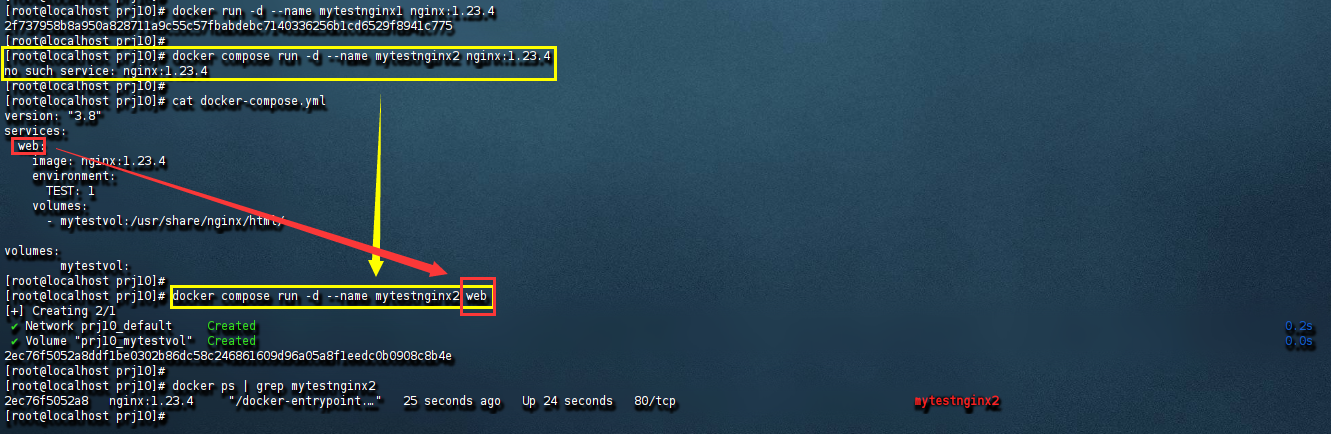 [root@localhost prj10]# docker run -d --name mytestnginx1 nginx:1.23.4
2f737958b8a950a828711a9c55c57fbabdebc7140336256b1cd6529f8941c775
[root@localhost prj10]#
[root@localhost prj10]# docker compose run -d --name mytestnginx2 nginx:1.23.4
no such service: nginx:1.23.4
[root@localhost prj10]#
[root@localhost prj10]# cat docker-compose.yml
version: "3.8"
services:
  web:
    image: nginx:1.23.4
    environment:
      TEST: 1
    volumes:
      - mytestvol:/usr/share/nginx/html/
volumes:
        mytestvol:
[root@localhost prj10]#
[root@localhost prj10]# docker compose run -d --name mytestnginx2 web
[+] Creating 2/1
 ✔ Network prj10_default     Created 0.2s
 ✔ Volume "prj10_mytestvol"  Created 0.0s
2ec76f5052a8ddf1be0302b86dc58c246861609d96a05a8f1eedc0b0908c8b4e
[root@localhost prj10]#
[root@localhost prj10]# docker ps | grep mytestnginx2
2ec76f5052a8   nginx:1.23.4     "/docker-entrypoint.…"   25 seconds ago   Up 24 seconds   80/tcp mytestnginx2
[root@localhost prj10]#